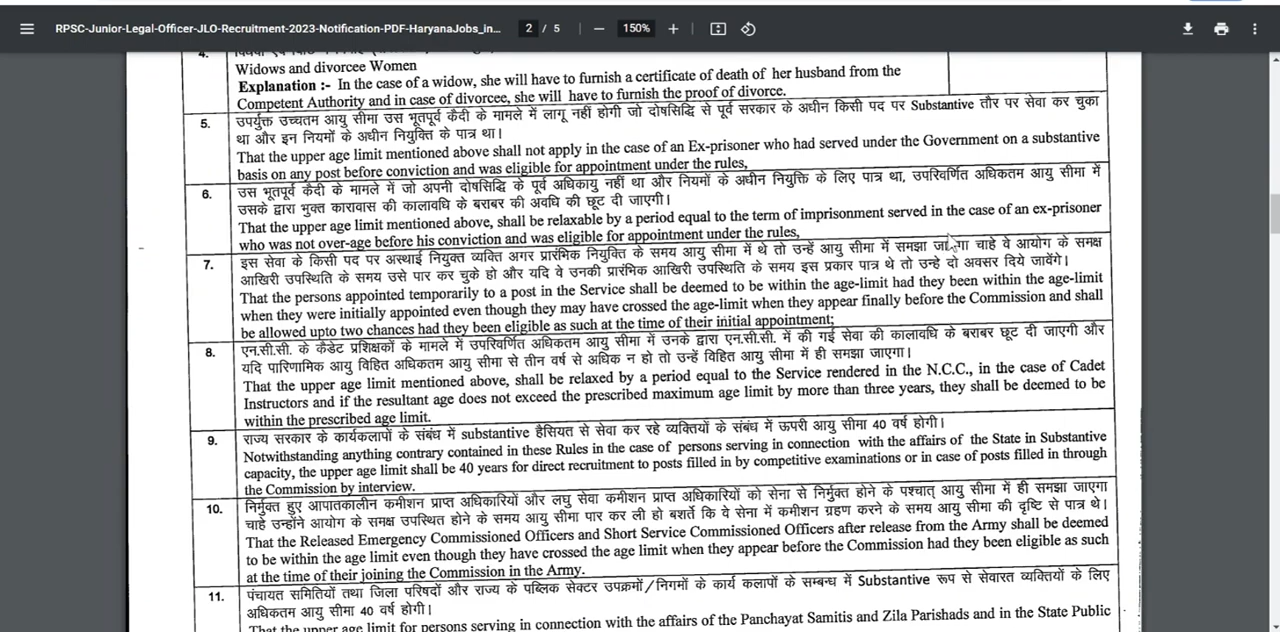 RPSC-Junior-Legal-Officer-JLO-Recruitment-2023-Notification-PDF-HaryanaJobs_in...
2 / 5
150%
4.
Widows and divorcee Women
Explanation :- In the case of a widow, she will have to furnish a certificate of death of her husband from the
Competent Authority and in case of divorcee, she will have to furnish the proof of divorce.
5. उपर्युक्त उच्चतम आयु सीमा उस भूतपूर्व कैदी के मामले में लागू नहीं होगी जो दोषसिद्धि से पूर्व सरकार के अधीन किसी पद पर Substantive तौर पर सेवा कर चुका
था और इन नियमों के अधीन नियुक्ति के पात्र था।
That the upper age limit mentioned above shall not apply in the case of an Ex-prisoner who had served under the Government on a substantive
basis on any post before conviction and was eligible for appointment under the rules,
6. उस भूतपूर्व कैदी के मामले में जो अपनी दोषसिद्धि के पूर्व अधिकायु नहीं था और नियमों के अधीन नियुक्ति के लिए पात्र था, उपरिवर्णित अधिकतम आयु सीमा में
उसके द्वारा भुक्त कारावास की कालावधि के बराबर की अवधि की छूट दी जाएगी।
That the upper age limit mentioned above, shall be relaxable by a period equal to the term of imprisonment served in the case of an ex-prisoner
who was not over-age before his conviction and was eligible for appointment under the rules,
7. इस सेवा के किसी पद पर अस्थाई नियुक्त व्यक्ति अगर प्रारंभिक नियुक्ति के समय आयु सीमा में थे तो उन्हें आयु सीमा में समझा जाएगा चाहे वे आयोग के समक्ष
आखिरी उपस्थिति के समय उसे पार कर चुके हो और यदि वे उनकी प्रारंभिक आखिरी उपस्थिति के समय इस प्रकार पात्र थे तो उन्हे दो अवसर दिये जावेंगे।
That the persons appointed temporarily to a post in the Service shall be deemed to be within the age-limit had they been within the age-limit
when they were initially appointed even though they may have crossed the age-limit when they appear finally before the Commission and shall
be allowed upto two chances had they been eligible as such at the time of their initial appointment;
8. एन.सी.सी. के कैडेट प्रशिक्षकों के मामले में उपरिवर्णित अधिकतम आयु सीमा में उनके द्वारा एन.सी.सी. में की गई सेवा की कालावधि के बराबर छूट दी जाएगी और
यदि पारिणामिक आयु विहित अधिकतम आयु सीमा से तीन वर्ष से अधिक न हो तो उन्हें विहित आयु सीमा में ही समझा जाएगा।
That the upper age limit mentioned above, shall be relaxed by a period equal to the Service rendered in the N.C.C., in the case of Cadet
Instructors and if the resultant age does not exceed the prescribed maximum age limit by more than three years, they shall be deemed to be
within the prescribed age limit.
9. राज्य सरकार के कार्यकलापों के संबंध में substantive हैसियत से सेवा कर रहे व्यक्तियों के संबंध में ऊपरी आयु सीमा 40 वर्ष होगी।
Notwithstanding anything contrary contained in these Rules in the case of persons serving in connection with the affairs of the State in Substantive
capacity, the upper age limit shall be 40 years for direct recruitment to posts filled in by competitive examinations or in case of posts filled in through
the Commission by interview.
10. निर्मुक्त हुए आपातकालीन कमीशन प्राप्त अधिकारियों और लघु सेवा कमीशन प्राप्त अधिकारियों को सेना से निर्मुक्त होने के पश्चात् आयु सीमा में ही समझा जाएगा
चाहे उन्होंने आयोग के समक्ष उपस्थित होने के समय आयु सीमा पार कर ली हो बशर्ते कि वे सेना में कमीशन ग्रहण करने के समय आयु सीमा की दृष्टि से पात्र थे।
That the Released Emergency Commissioned Officers and Short Service Commissioned Officers after release from the Army shall be deemed
to be within the age limit even though they have crossed the age limit when they appear before the Commission had they been eligible as such
at the time of their joining the Commission in the Army.
11. पंचायत समितियों तथा जिला परिषदों और राज्य के पब्लिक सेक्टर उपक्रमों/निगमों के कार्य कलापों के सम्बन्ध में Substantive रूप से सेवारत व्यक्तियों के लिए
अधिकतम आयु सीमा 40 वर्ष होगी।
That the upper age limit for persons serving in connection with the affairs of the Panchayat Samitis and Zila Parishads and in the State Public